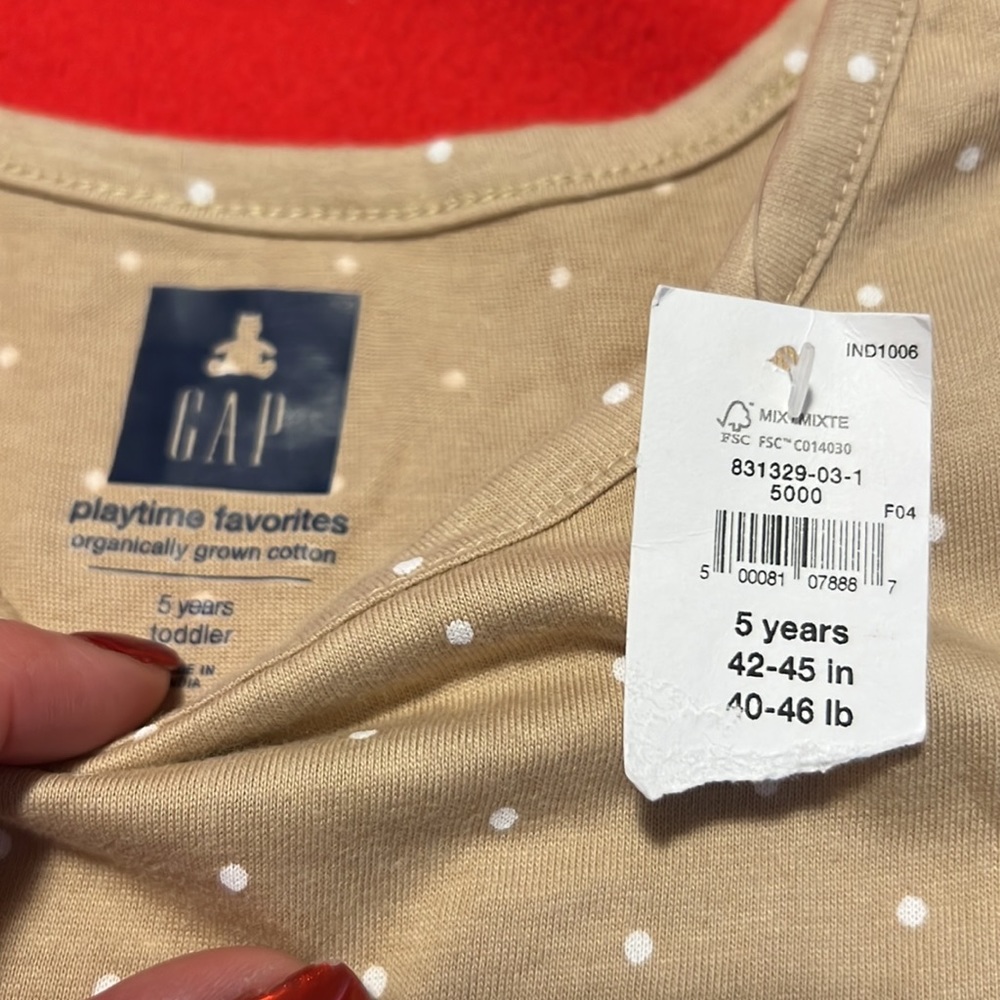 GAP
playtime favorites
organically grown cotton
5 years
toddler
IN
IND1006
MIX MIXTE
FSC FSC™ C014030
831329-03-1
5000
F04
5 00081 07888 7
5 years
42-45 in
40-46 lb